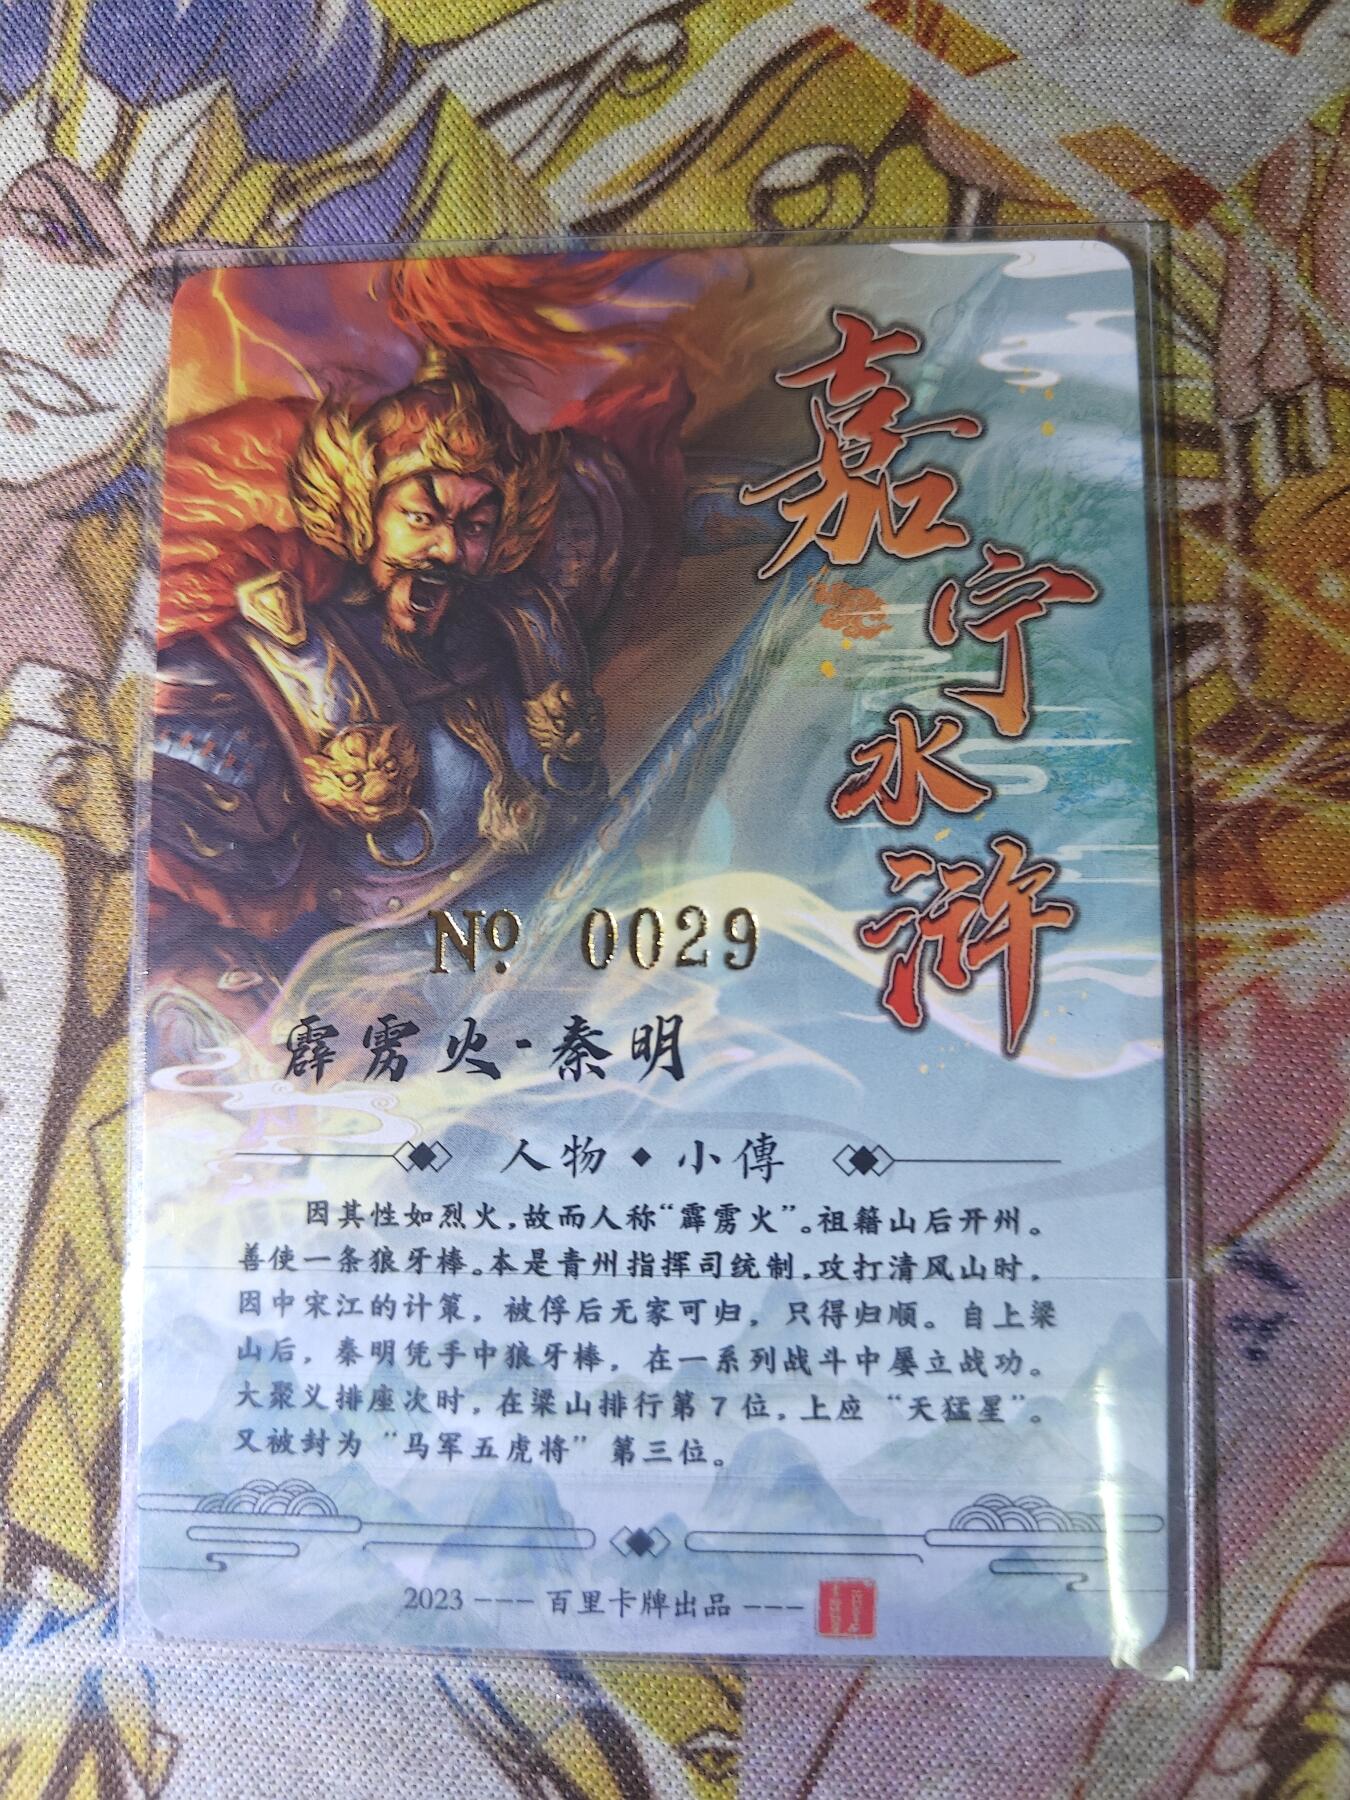 嘉宁水浒
No. 0029
霹雳火-秦明
人物◆小傳
因其性如烈火,故而人称“霹雳火”。祖籍山后开州。
善使一条狼牙棒。本是青州指挥司统制,攻打清风山时,
因中宋江的计策，被俘后无家可归，只得归顺。自上梁
山后，秦明凭手中狼牙棒，在一系列战斗中屡立战功。
大聚义排座次时,在梁山排行第7位,上应“天猛星”。
又被封为“马军五虎将”第三位。
2023 --- 百里卡牌出品 ---